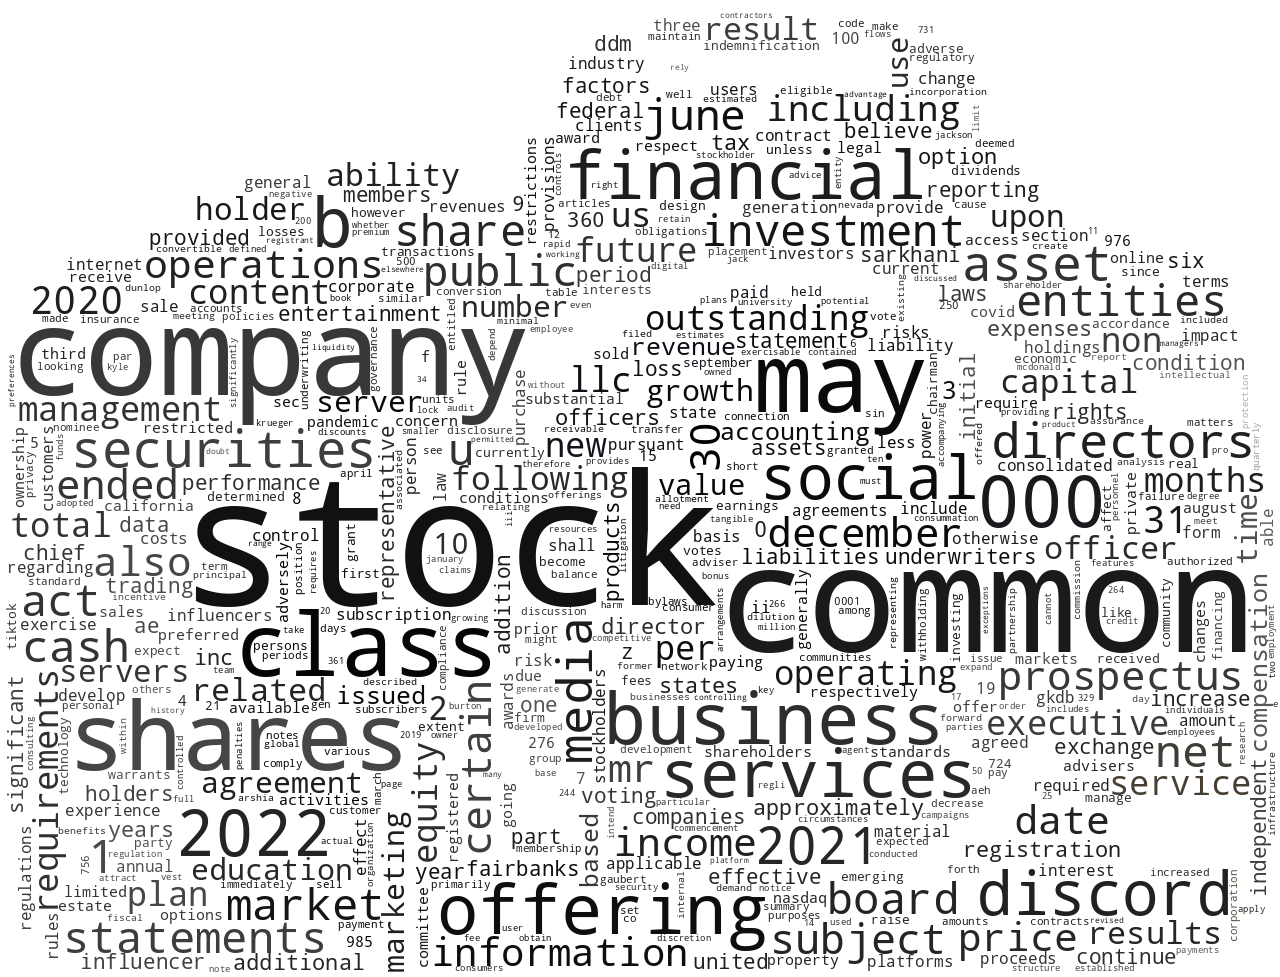 contractors
three result code make
maintain 100 flows 731
ddm indemnification use adverse
industry rely regulatory
factors change
debt well users eligible advantage incorporation
federal estimated including limit
clients june believe jackson
award respect tax contract legal deemed
restrictions provisions controls stockholder unless option dividends
financial
ability right advice entity reporting
general negative members articles design generation nevada provide cause
holder 200 b however revenues 9 360 us retain upon
provided losses whether premium share obligations investment section 11 976
convertible defined registrant transactions 12 rapid working future placement jack investors sarkhani access create six
internet operations 500 elsewhere public period digital current discussed asset online since
receive dunlop content corporate conversion table interests plans university paid held potential existing 250 laws shareholder terms
2020 sale accounts book similar number even outstanding vote covid entities
made insurance meeting policies entertainment entitled minimal employee filed estimates statement 6 risks expenses accordance included impact
company third looking par kyle significantly underwriting liquidity governance depend
preferences f 34 rule sold revenue september exercisable contained liability holdings non managers
llc loss owned may economic mcdonald report condition intellectual
sec server units lock audit purchase without substantial growth chairman 3 initial capital protection quarterly
management krueger pandemic discounts concern officers state connection sin require providing rights
nominee restricted smaller disclosure receivable transfer accounting power accompanying offered product assurance matters
ownership 5 privacy customers funds securities doubt representative associated person see u permitted currently new pursuant 15 30 assets granted less directors pro
therefore provides short ten consolidated analysis real
ended performance april law following value social must 000 months
adopted california determined 8 conditions offerings allotment need earnings agreements include affect personnel private failure degree august
total data costs stock relating iii products litigation tangible consummation 31 meet form time able
range control grant 10 resources basis 0 december otherwise
chief also term principal adversely position requires first january claims shall become balance votes adviser liabilities underwriters officer authorized
regarding standard trading incentive addition bonus features
tiktok act sales influencers 20 subscription growing discussion harm bylaws consumer arrangements ii 266 0001 among generally representing withholding investing exceptions partnership cannot commission 264 like credit community changes financing
exercise ae preferred class take days prior might competitive director dilution million common two employment compensation
cash expect inc persons periods 361 compliance media z per communities
servers team described risk due former network paying issue expand markets received
develop others related issued generate fees states operating prospectus
personal 4 21 available gen subscribers 2 burton certain awards one businesses controlling key respectively 17 offer order 19 gkdb 329 day increase le
significant consulting requirements technology history shares within controlled penalties notes global various 2019 extent owner firm developed stockholders business forward parties includes individuals amount
276 executive employees
comply group development shareholders agent standards agreed exchange research
warrants agreement march many base mr services 50 724 pay advisers net
holders full arshia activities page equity registered going 244 7 voting regli aeh required 25 service infrastructure independent
experience customer particular approximately decrease campaigns manage
benefits years 2022 actual effect organization marketing intend companies circumstances material date
party part commencement income 2021 expected
regulations 756 1 regulation education year fairbanks membership based applicable platform conducted registration
annual primarily effective emerging forth interest increased
attract vest immediately sell gaubert security internal demand notice nasdaq
limited plan market committee offering set co summary purposes board discord corporation apply
estate options user 14 used raise amounts contracts revised
rules fiscal payment fee obtain discretion subject price results
statements 985 information proceeds
influencer note additional consumers united property platforms structure established continue payments